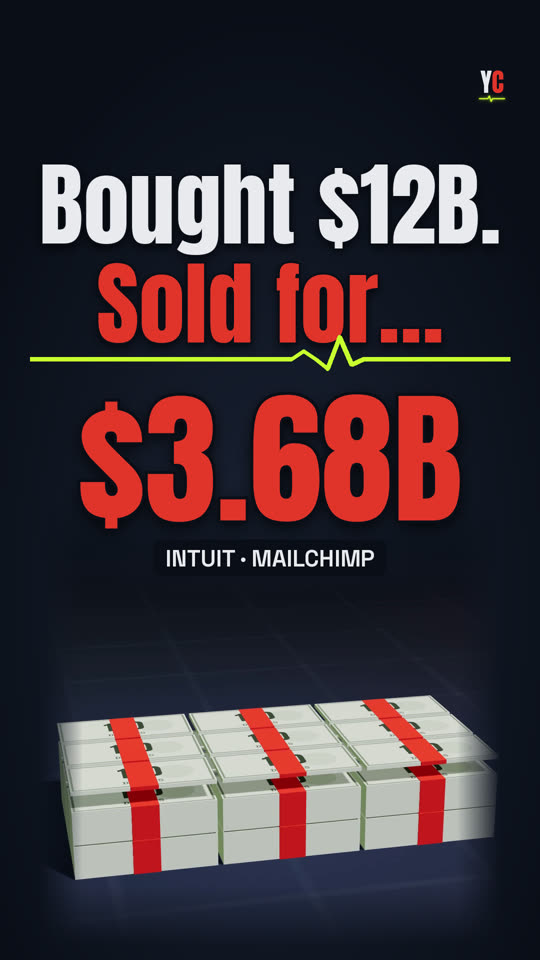 YC
Bought $12B.
Sold for...
$3.68B
INTUIT · MAILCHIMP